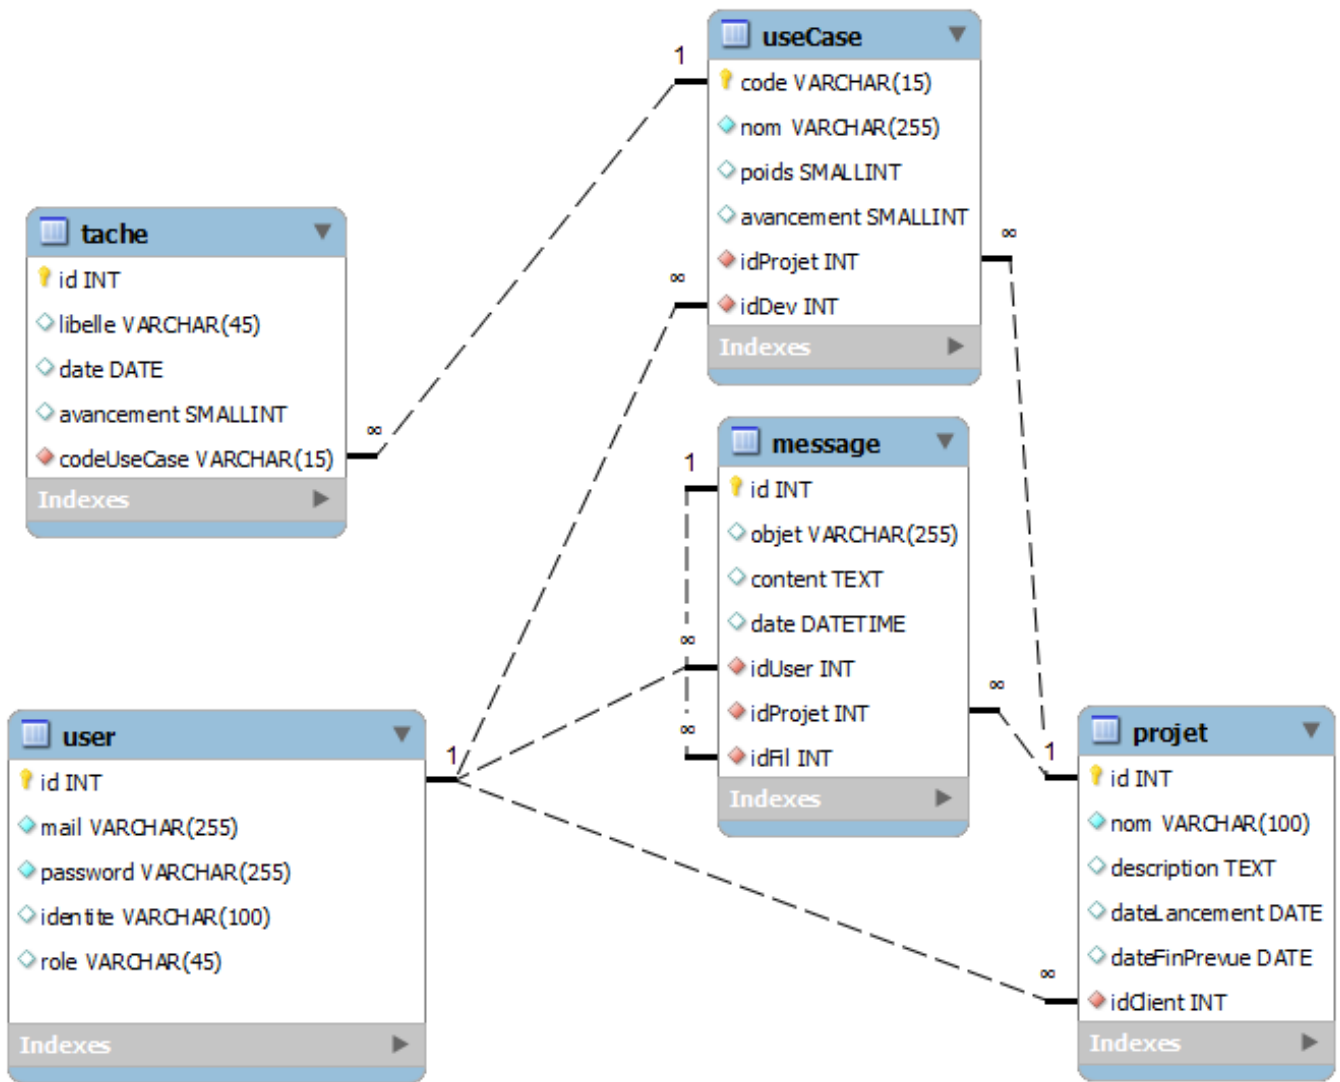 useCase
code VARCHAR(15)
nom VARCHAR(255)
poids SMALLINT
avancement SMALLINT
idProjet INT
idDev INT
Indexes
1
∞
∞
tache
id INT
libelle VARCHAR(45)
date DATE
avancement SMALLINT
codeUseCase VARCHAR(15)
Indexes
∞
message
id INT
objet VARCHAR(255)
content TEXT
date DATETIME
idUser INT
idProjet INT
idFil INT
Indexes
1
∞
∞
∞
user
id INT
mail VARCHAR(255)
password VARCHAR(255)
identite VARCHAR(100)
role VARCHAR(45)
Indexes
1
projet
id INT
nom VARCHAR(100)
description TEXT
dateLancement DATE
dateFinPrevue DATE
idClient INT
Indexes
1
∞